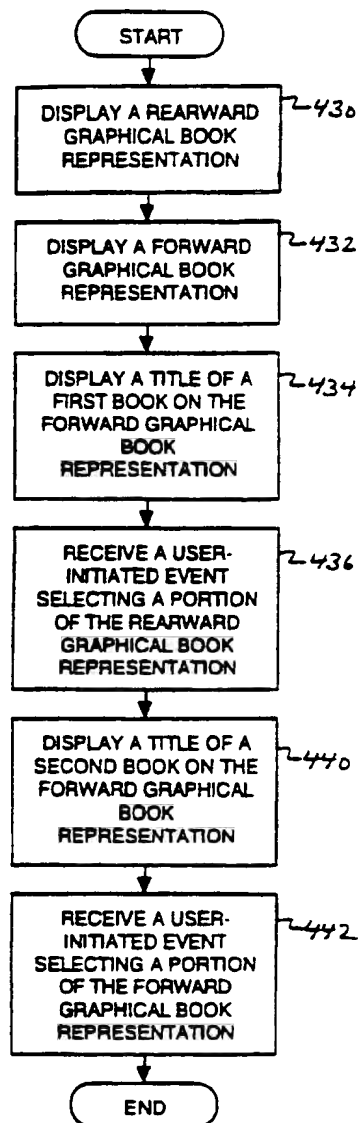 START
DISPLAY A REARWARD
GRAPHICAL BOOK
REPRESENTATION
430
DISPLAY A FORWARD
GRAPHICAL BOOK
REPRESENTATION
432
DISPLAY A TITLE OF A
FIRST BOOK ON THE
FORWARD GRAPHICAL
BOOK
REPRESENTATION
434
RECEIVE A USER-
INITIATED EVENT
SELECTING A PORTION
OF THE REARWARD
GRAPHICAL BOOK
REPRESENTATION
436
DISPLAY A TITLE OF A
SECOND BOOK ON THE
FORWARD GRAPHICAL
BOOK
REPRESENTATION
440
RECEIVE A USER-
INITIATED EVENT
SELECTING A PORTION
OF THE FORWARD
GRAPHICAL BOOK
REPRESENTATION
442
END